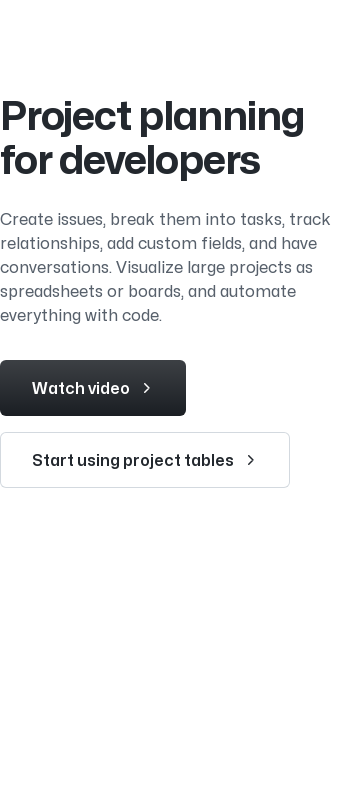 Project planning
for developers
Create issues, break them into tasks, track
relationships, add custom fields, and have
conversations. Visualize large projects as
spreadsheets or boards, and automate
everything with code.
Watch video
Start using project tables